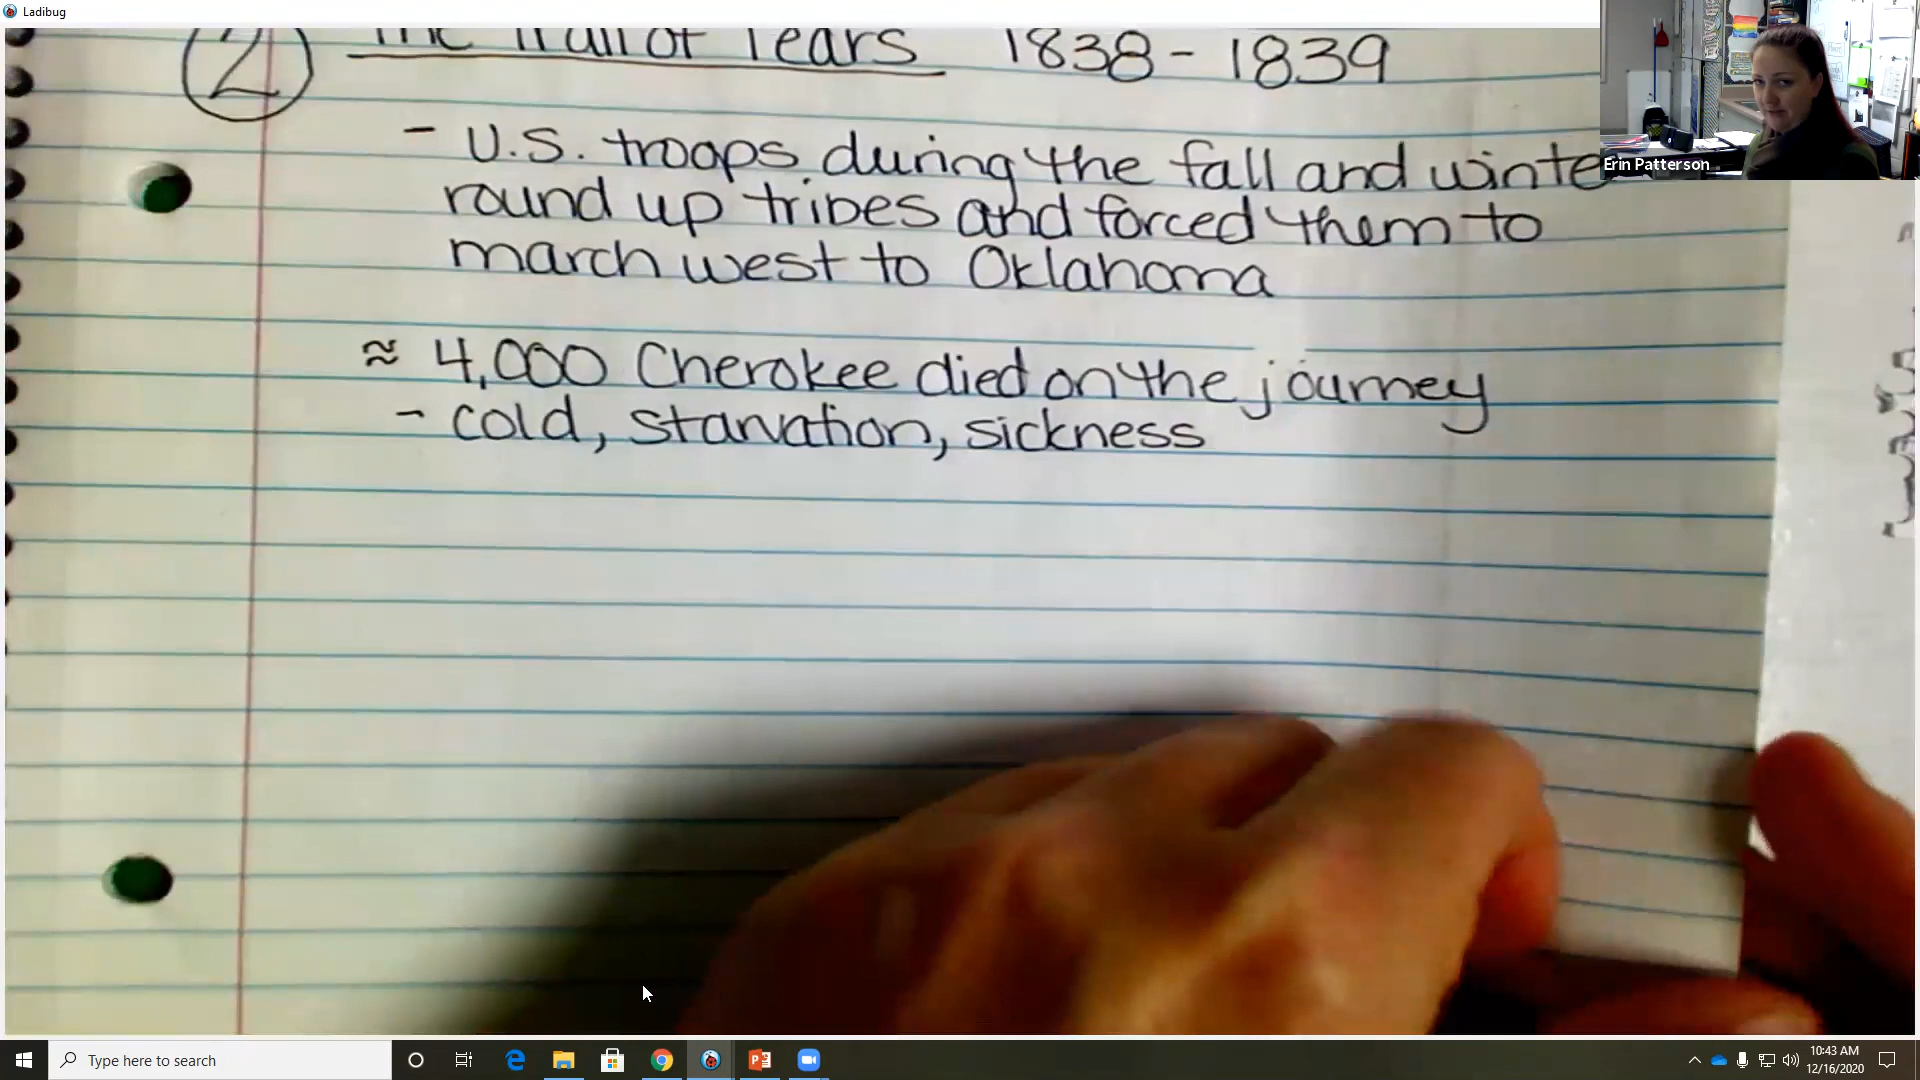 Ladibug
2 The Trail of Tears 1838 - 1839
- U.S. troops during the fall and winte
round up tribes and forced them to
march west to Oklahoma
≈ 4,000 Cherokee died on the journey
- cold, starvation, sickness
Erin Patterson
Type here to search
10:43 AM
12/16/2020